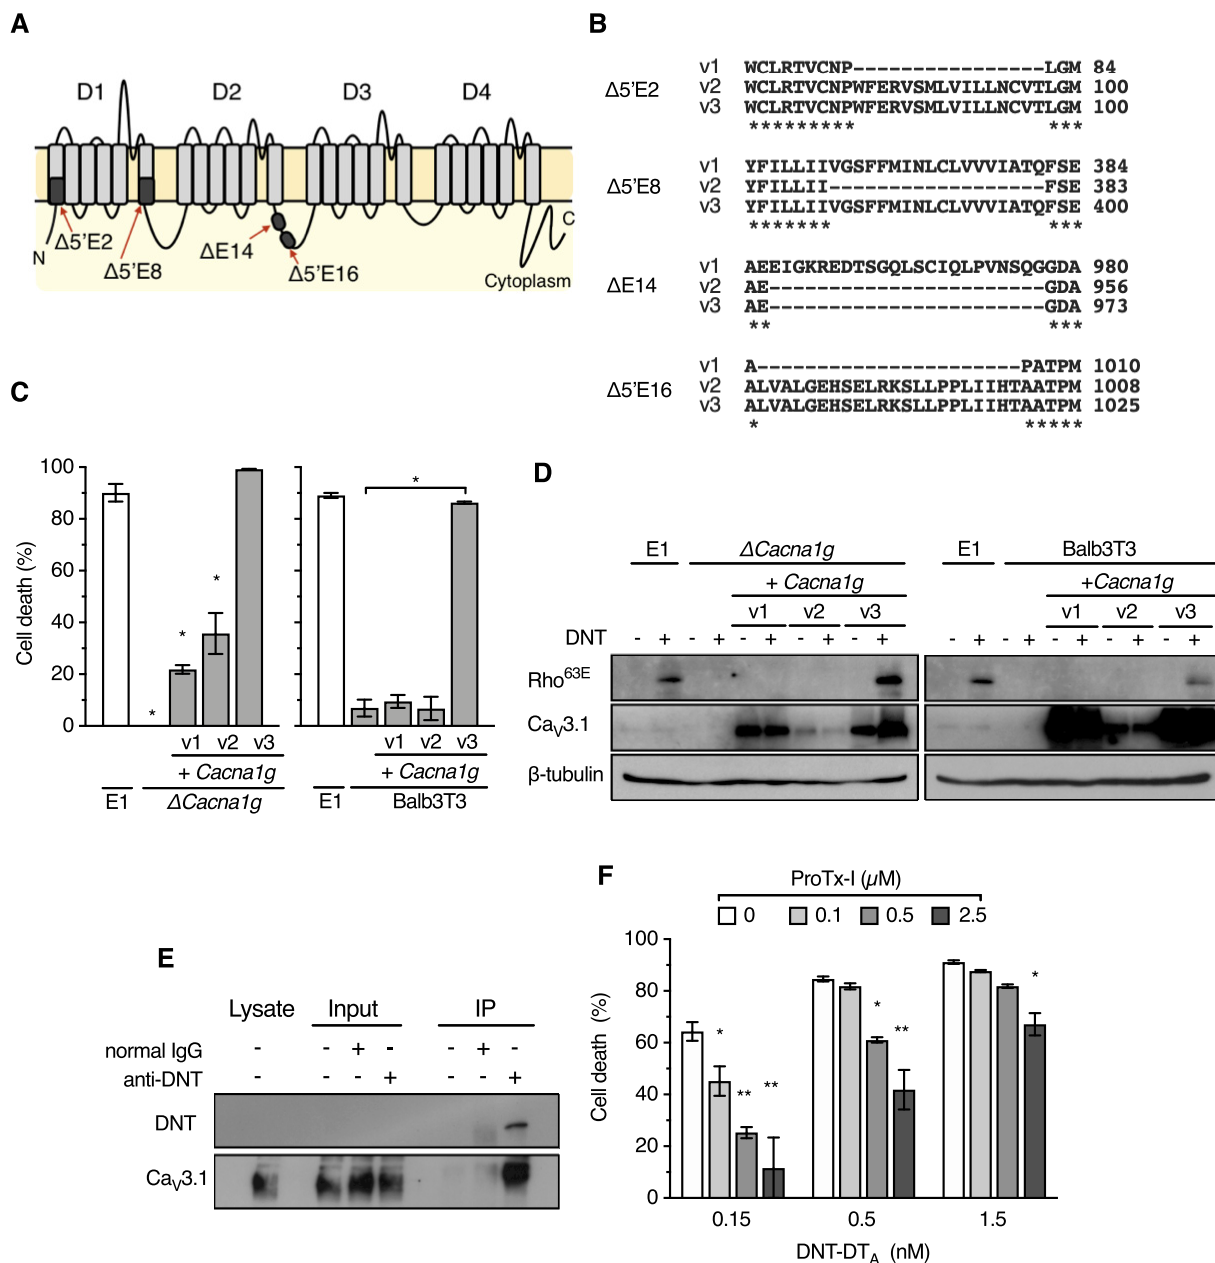 A
D1 D2 D3 D4
Δ5’E2
Δ5’E8
ΔE14
Δ5’E16
N
C
Cytoplasm
B
Δ5’E2
v1 WCLRTVCNP----------------LGM 84
v2 WCLRTVCNPWFERVSMLVILLNCVTLGM 100
v3 WCLRTVCNPWFERVSMLVILLNCVTLGM 100
********* ***
Δ5’E8
v1 YFILLIIVGSFFMINLCLVVVIATQFSE 384
v2 YFILLII------------------FSE 383
v3 YFILLIIVGSFFMINLCLVVVIATQFSE 400
******* ***
ΔE14
v1 AEEIGKREDTSGQLSCIQLPVNSQGGDA 980
v2 AE-----------------------GDA 956
v3 AE-----------------------GDA 973
** ***
Δ5’E16
v1 A----------------------PATPM 1010
v2 ALVALGEHSELRKSLLPPLIIHTAATPM 1008
v3 ALVALGEHSELRKSLLPPLIIHTAATPM 1025
* *****
C
Cell death (%)
100
80
60
40
20
0
* * *
*
v1 v2 v3
+ Cacna1g
E1 ΔCacna1g
v1 v2 v3
+ Cacna1g
E1 Balb3T3
D
E1 ΔCacna1g E1 Balb3T3
+ Cacna1g +Cacna1g
v1 v2 v3 v1 v2 v3
DNT - + - + - + - + - + - + - + - + - + - +
Rho63E
CaV3.1
β-tubulin
E
Lysate Input IP
normal IgG - - + - - + -
anti-DNT - - - + - - +
DNT
CaV3.1
F
ProTx-I (µM)
0 0.1 0.5 2.5
Cell death (%)
100
80
60
40
20
0
* ** **
* **
*
0.15 0.5 1.5
DNT-DTA (nM)